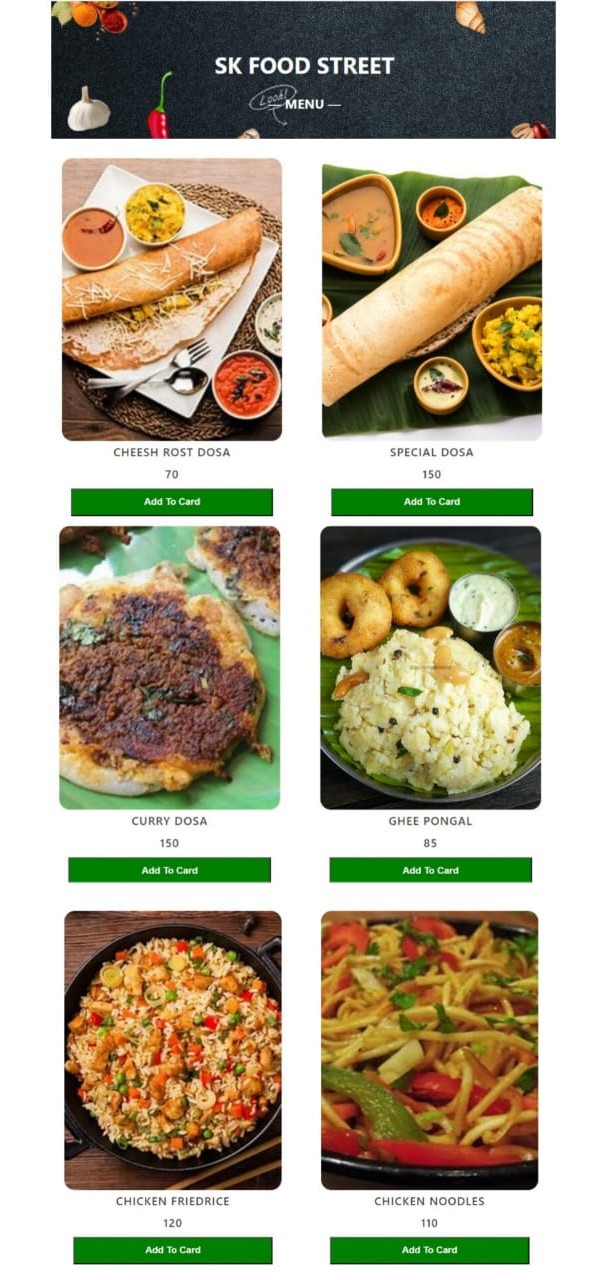 SK FOOD STREET
Look!
— MENU —
CHEESH ROST DOSA
SPECIAL DOSA
70
150
Add To Card
Add To Card
CURRY DOSA
GHEE PONGAL
150
85
Add To Card
Add To Card
CHICKEN FRIEDRICE
CHICKEN NOODLES
120
110
Add To Card
Add To Card